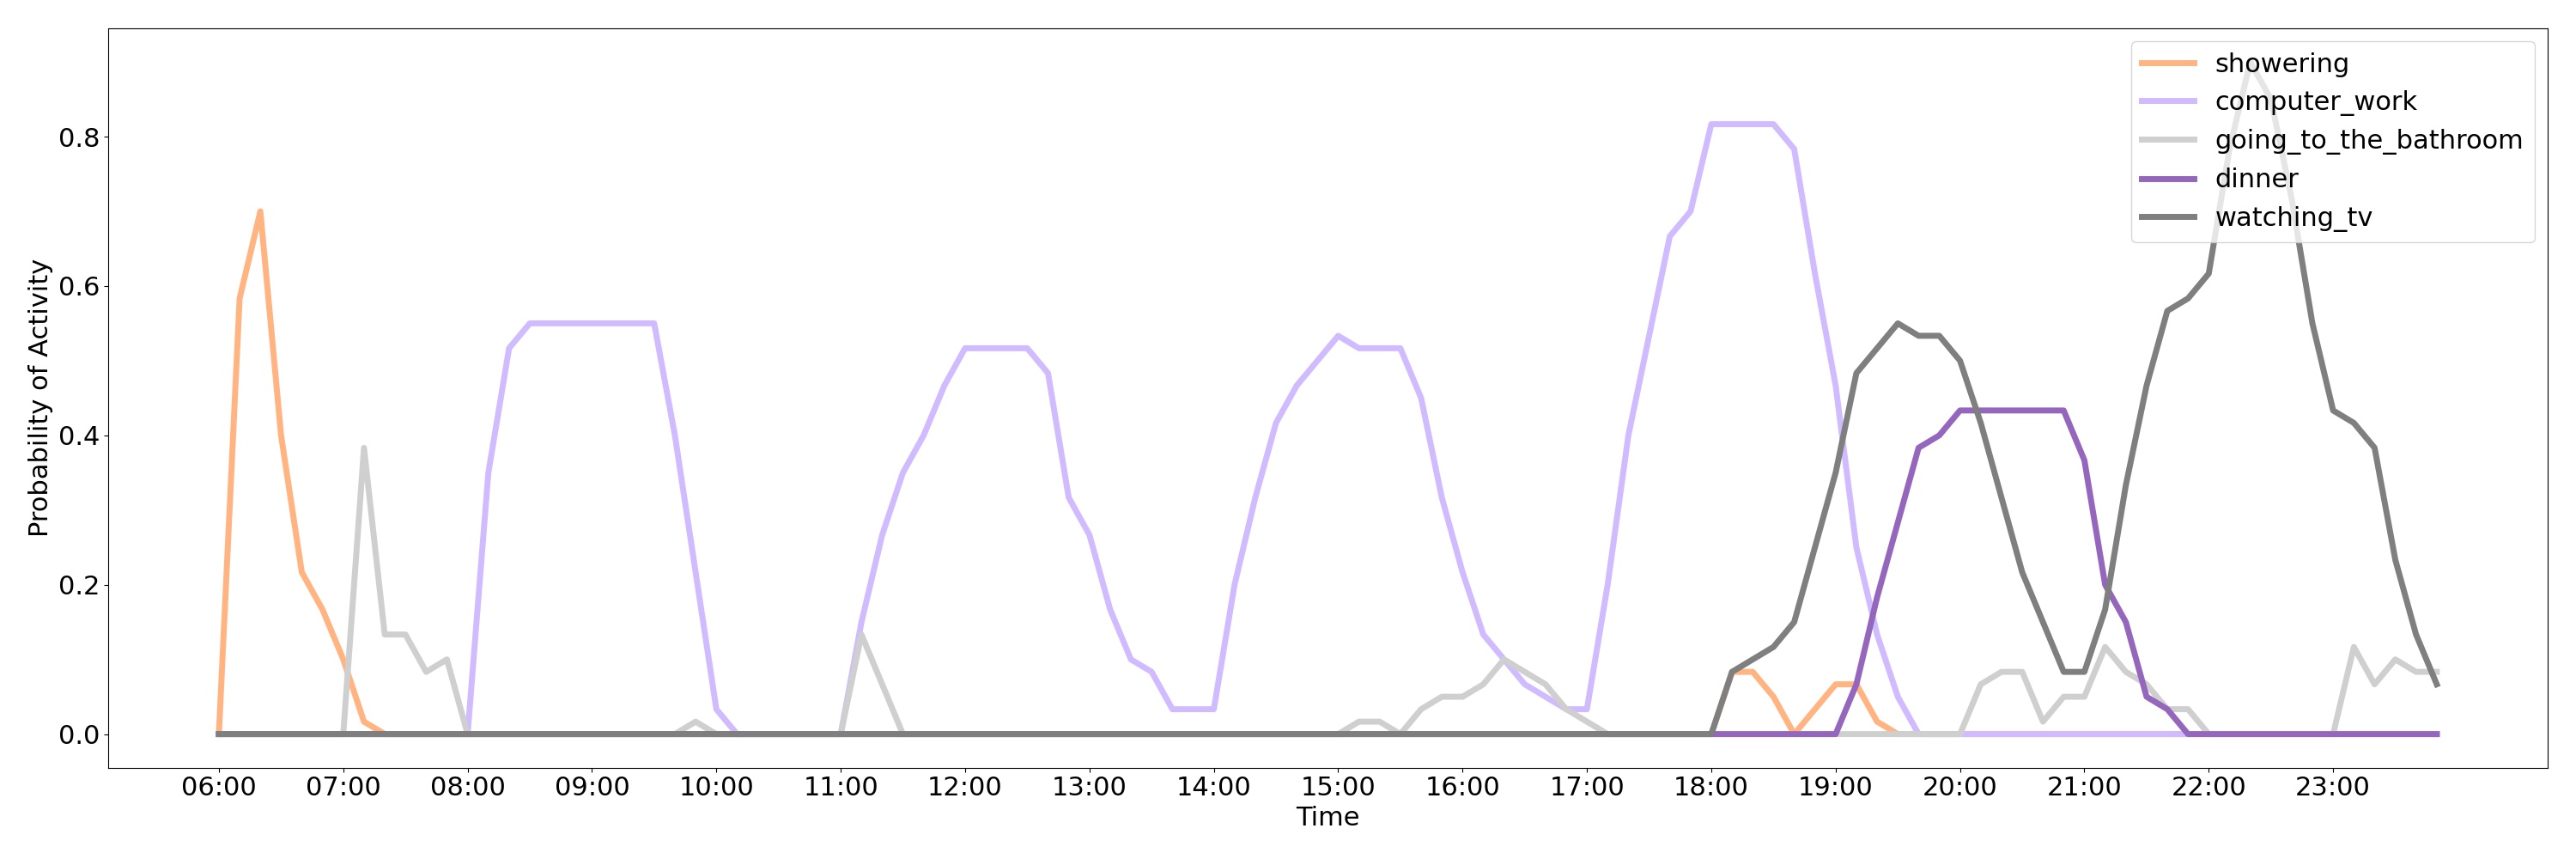 showering
computer_work
going_to_the_bathroom
dinner
watching_tv
Probability of Activity
0.8
0.6
0.4
0.2
0.0
06:00 07:00 08:00 09:00 10:00 11:00 12:00 13:00 14:00 15:00 16:00 17:00 18:00 19:00 20:00 21:00 22:00 23:00
Time